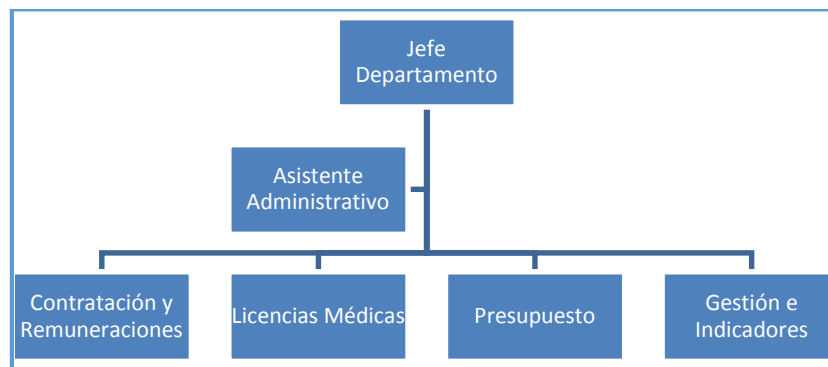 Jefe
Departamento
Asistente
Administrativo
Contratación y
Remuneraciones
Licencias Médicas
Presupuesto
Gestión e
Indicadores